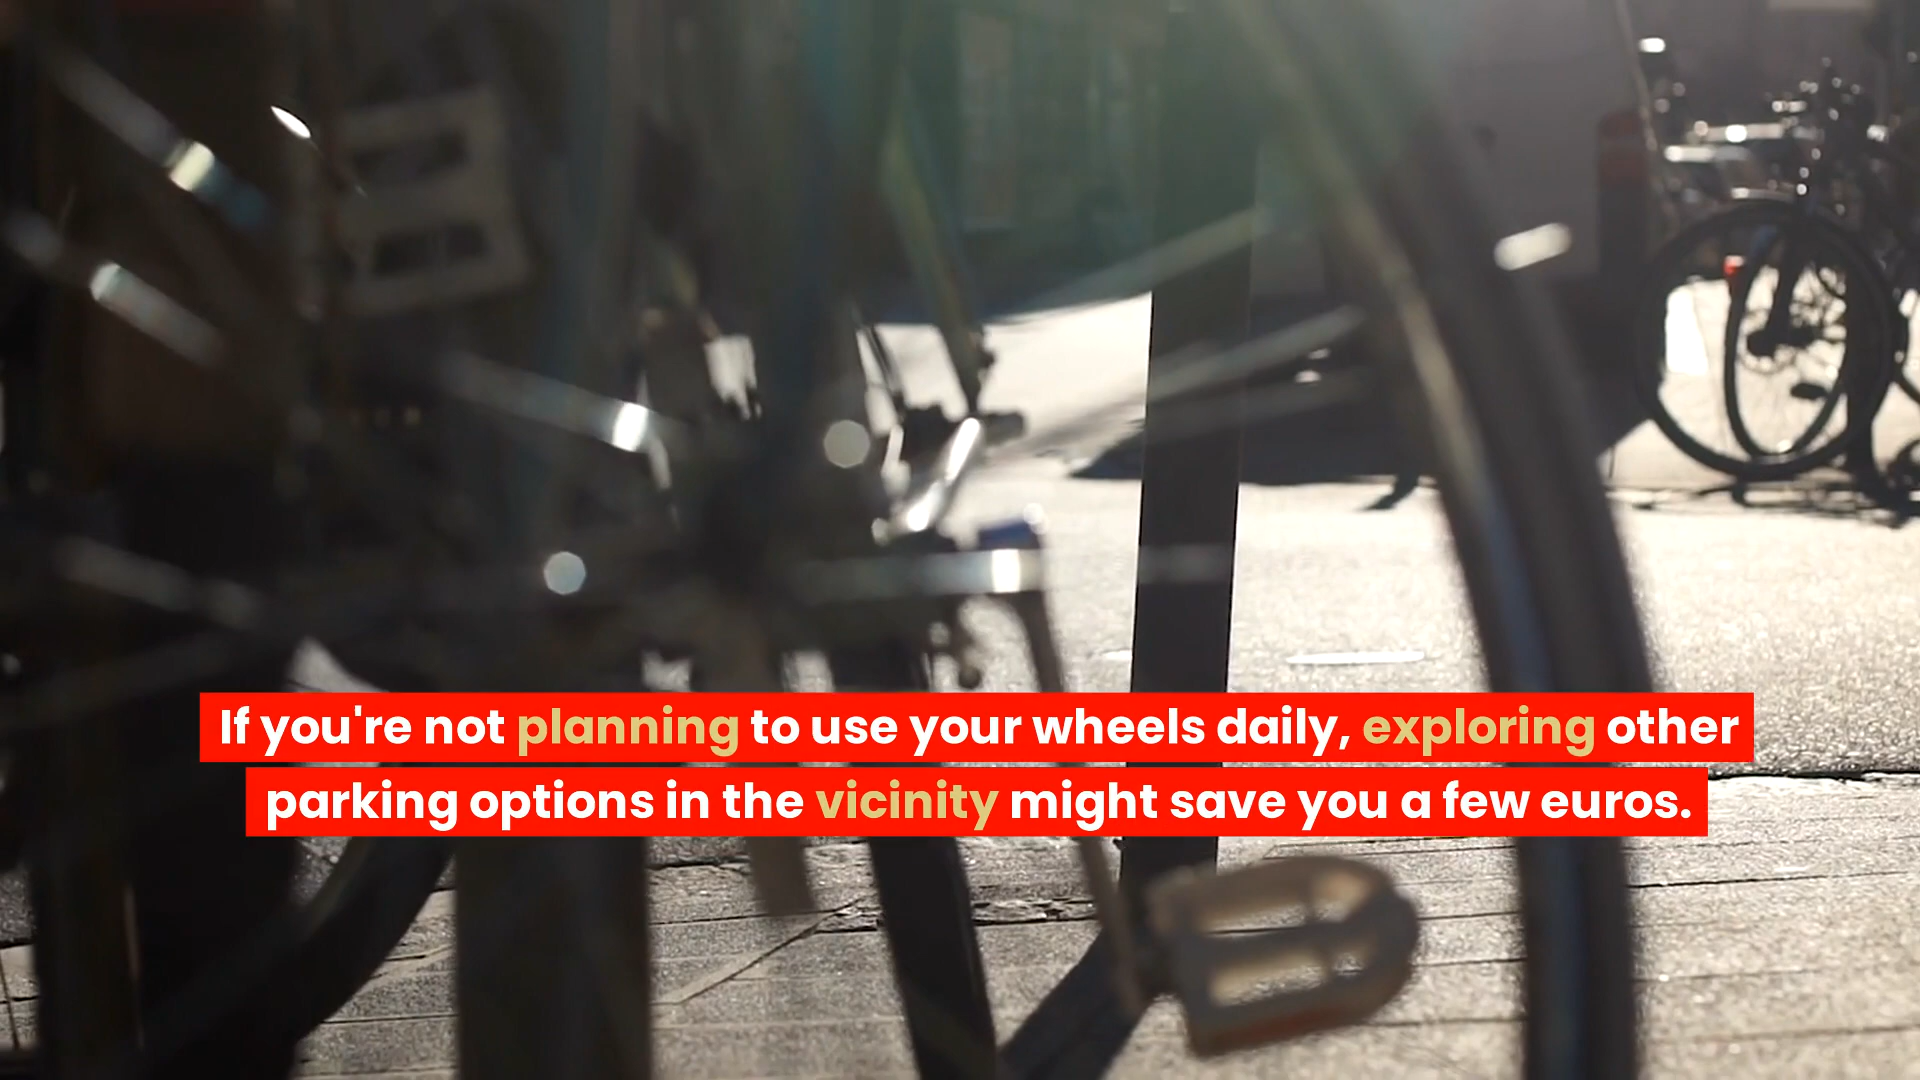 If you're not planning to use your wheels daily, exploring other
parking options in the vicinity might save you a few euros.